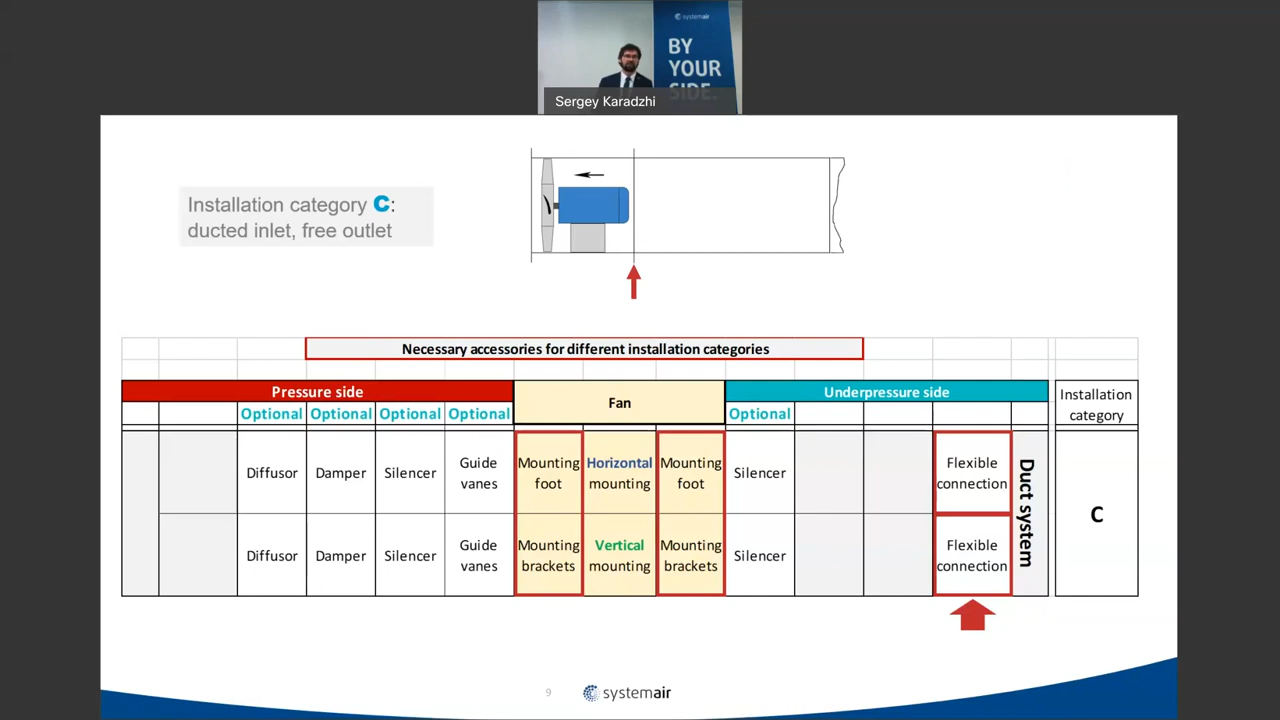 systemair
BY
YOUR
SIDE.
Sergey Karadzhi
Installation category C:
ducted inlet, free outlet
Necessary accessories for different installation categories
Pressure side
Fan
Underpressure side
Installation
category
Optional
Optional
Optional
Optional
Optional
Diffusor
Damper
Silencer
Guide
vanes
Mounting
foot
Horizontal
mounting
Mounting
foot
Silencer
Flexible
connection
Duct system
C
Diffusor
Damper
Silencer
Guide
vanes
Mounting
brackets
Vertical
mounting
Mounting
brackets
Silencer
Flexible
connection
9
systemair